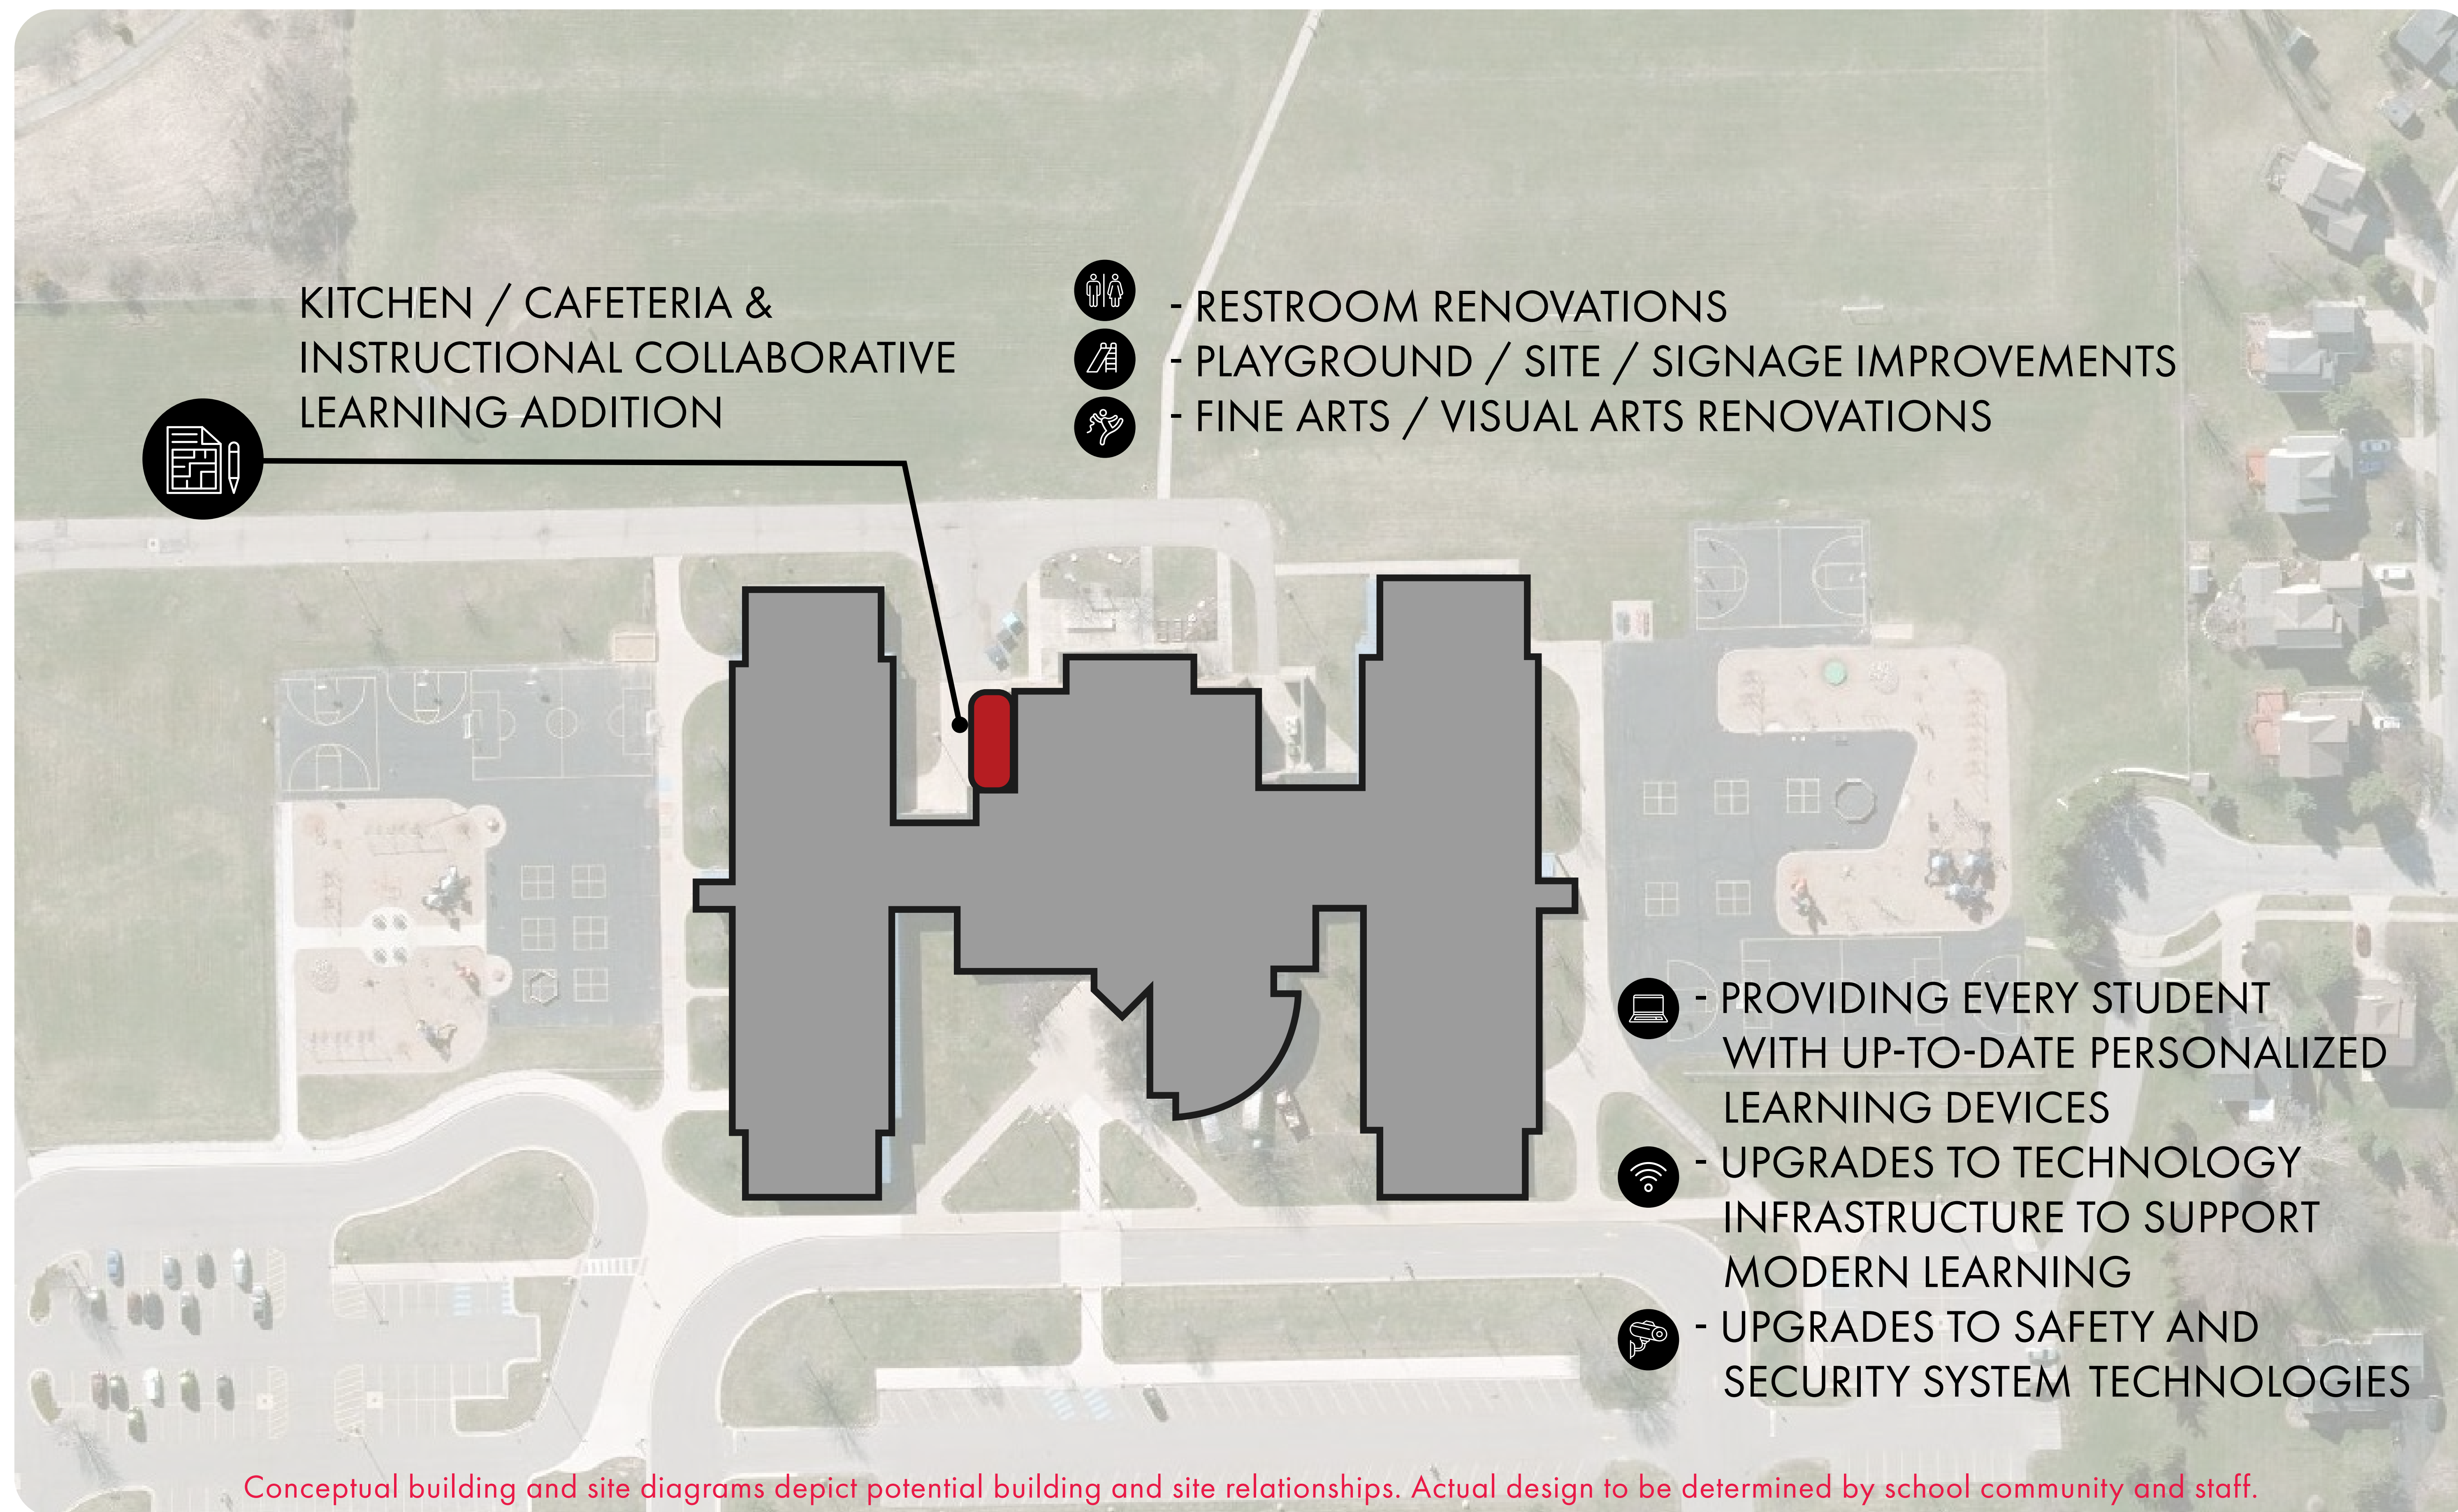 KITCHEN / CAFETERIA &
INSTRUCTIONAL COLLABORATIVE
LEARNING ADDITION
- RESTROOM RENOVATIONS
- PLAYGROUND / SITE / SIGNAGE IMPROVEMENTS
- FINE ARTS / VISUAL ARTS RENOVATIONS
- PROVIDING EVERY STUDENT
WITH UP-TO-DATE PERSONALIZED
LEARNING DEVICES
- UPGRADES TO TECHNOLOGY
INFRASTRUCTURE TO SUPPORT
MODERN LEARNING
- UPGRADES TO SAFETY AND
SECURITY SYSTEM TECHNOLOGIES
Conceptual building and site diagrams depict potential building and site relationships. Actual design to be determined by school community and staff.